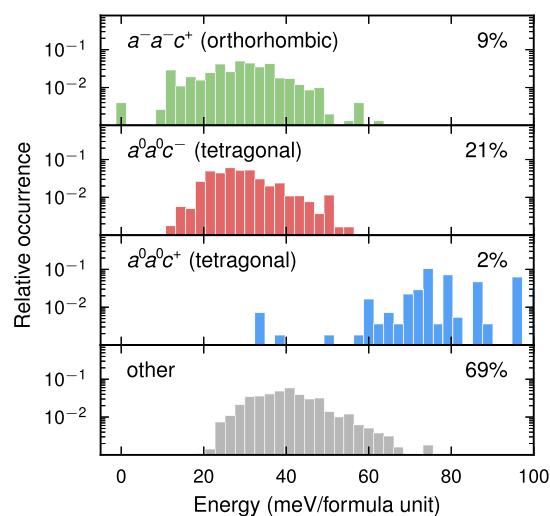 a⁻a⁻c⁺ (orthorhombic) 9%
10⁻¹
10⁻²
a⁰a⁰c⁻ (tetragonal) 21%
10⁻¹
10⁻²
a⁰a⁰c⁺ (tetragonal) 2%
10⁻¹
10⁻²
other 69%
10⁻¹
10⁻²
Relative occurrence
0 20 40 60 80 100
Energy (meV/formula unit)